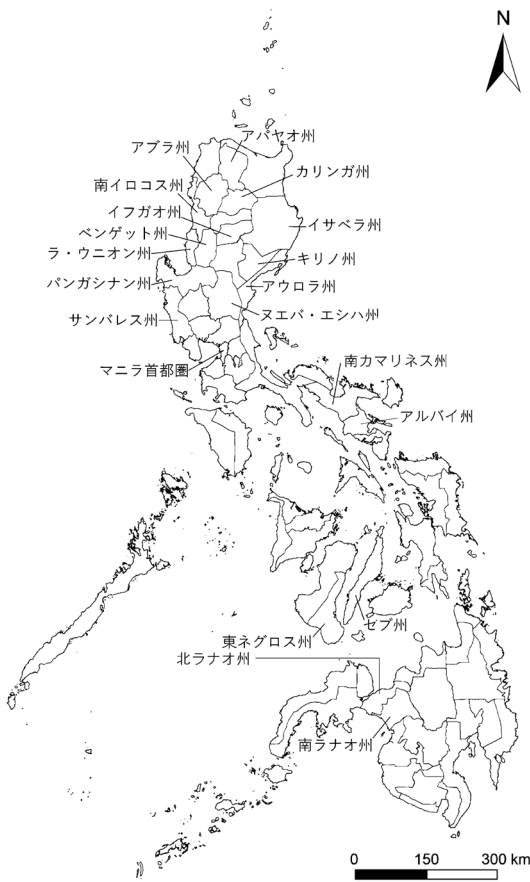 N
アパヤオ州
アブラ州
カリンガ州
南イロコス州
イフガオ州
イサベラ州
ベンゲット州
ラ・ウニオン州
キリノ州
パンガシナン州
アウロラ州
サンバレス州
ヌエバ・エシハ州
マニラ首都圏
南カマリネス州
アルバイ州
セブ州
東ネグロス州
北ラナオ州
南ラナオ州
0 150 300 km